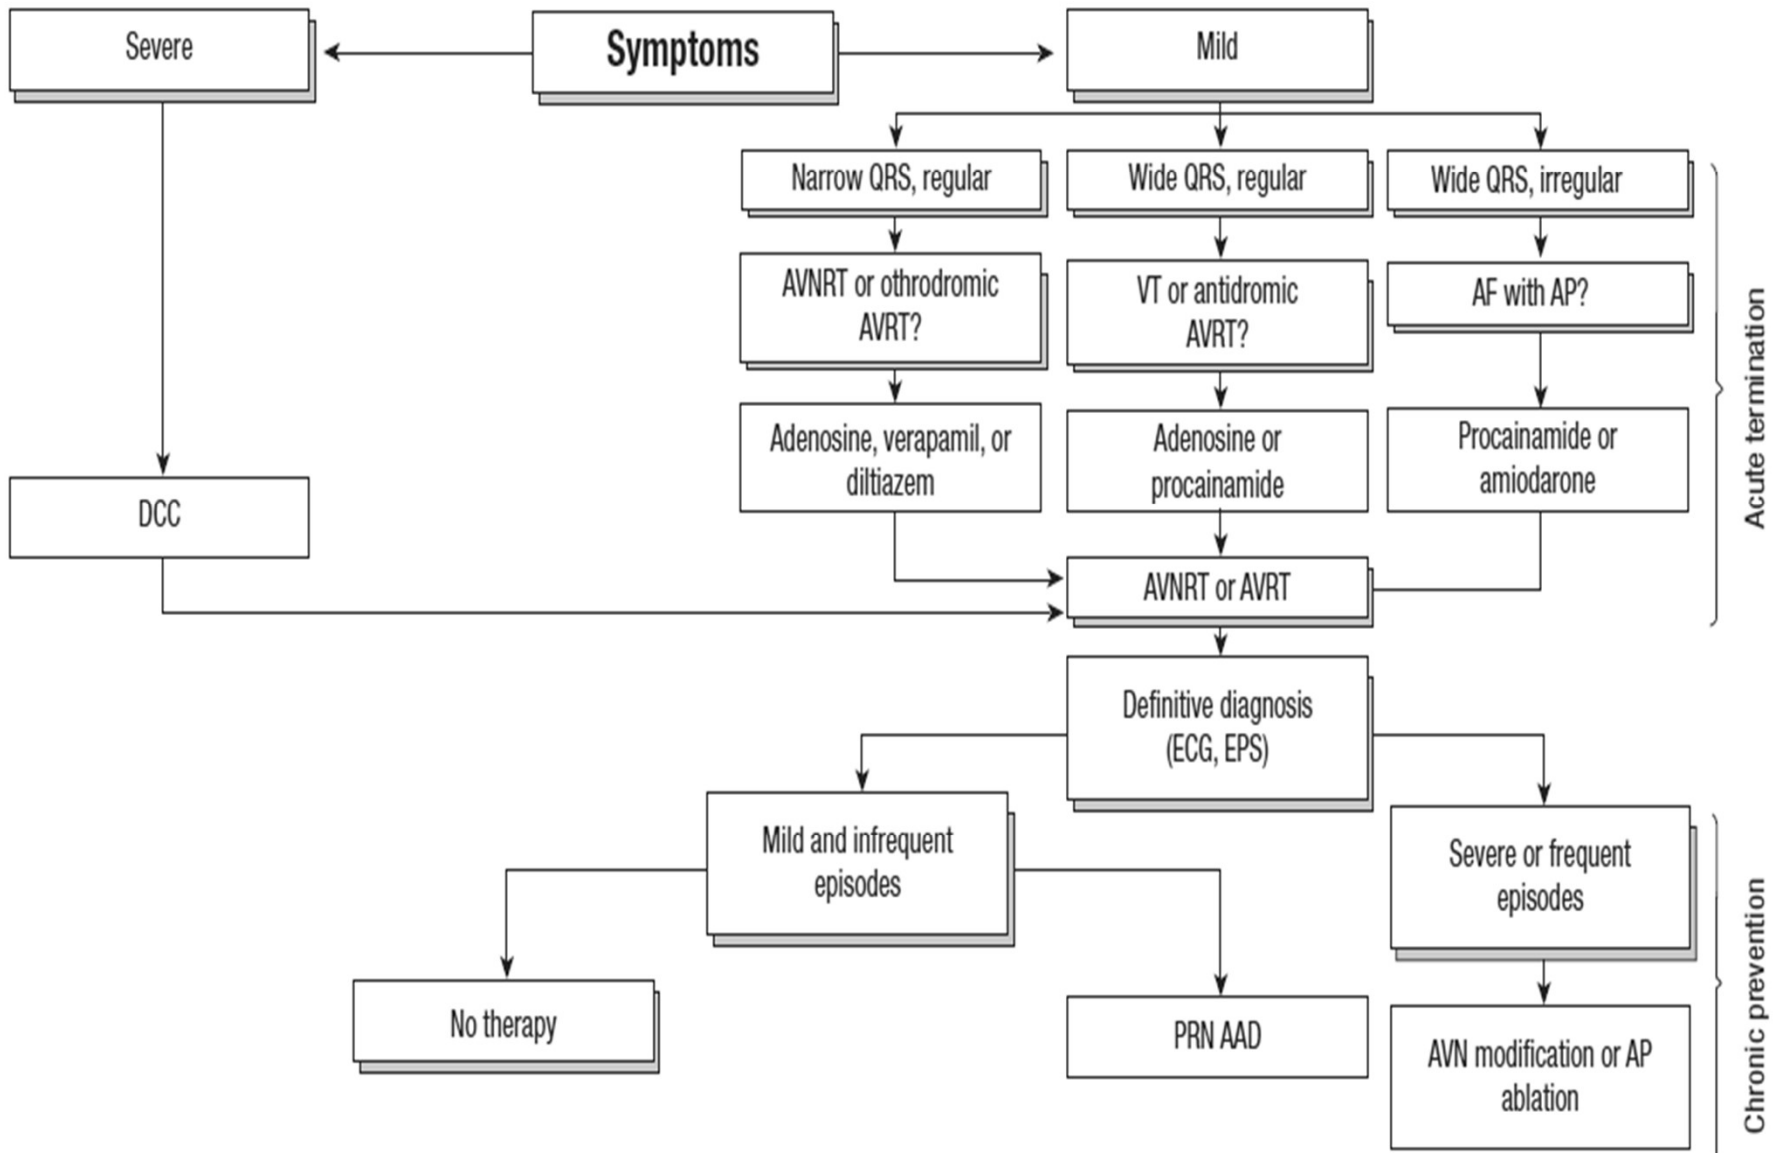 Severe
Symptoms
Mild
Narrow QRS, regular
Wide QRS, regular
Wide QRS, irregular
AVNRT or othrodromic
AVRT?
VT or antidromic
AVRT?
AF with AP?
Adenosine, verapamil, or
diltiazem
Adenosine or
procainamide
Procainamide or
amiodarone
Acute termination
DCC
AVNRT or AVRT
Definitive diagnosis
(ECG, EPS)
Mild and infrequent
episodes
Severe or frequent
episodes
No therapy
PRN AAD
AVN modification or AP
ablation
Chronic prevention